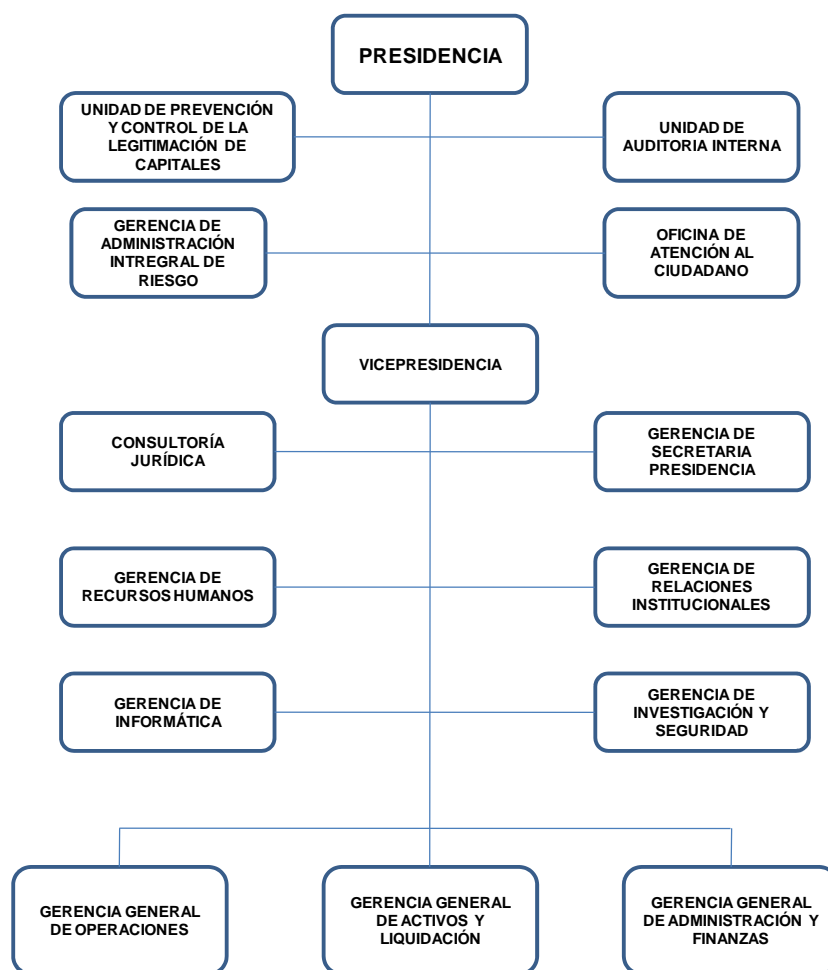 PRESIDENCIA
UNIDAD DE PREVENCIÓN
Y CONTROL DE LA
LEGITIMACIÓN DE
CAPITALES
UNIDAD DE
AUDITORIA INTERNA
GERENCIA DE
ADMINISTRACIÓN
INTREGRAL DE
RIESGO
OFICINA DE
ATENCIÓN AL
CIUDADANO
VICEPRESIDENCIA
CONSULTORÍA
JURÍDICA
GERENCIA DE
SECRETARIA
PRESIDENCIA
GERENCIA DE
RECURSOS HUMANOS
GERENCIA DE
RELACIONES
INSTITUCIONALES
GERENCIA DE
INFORMÁTICA
GERENCIA DE
INVESTIGACIÓN Y
SEGURIDAD
GERENCIA GENERAL
DE OPERACIONES
GERENCIA GENERAL
DE ACTIVOS Y
LIQUIDACIÓN
GERENCIA GENERAL
DE ADMINISTRACIÓN Y
FINANZAS